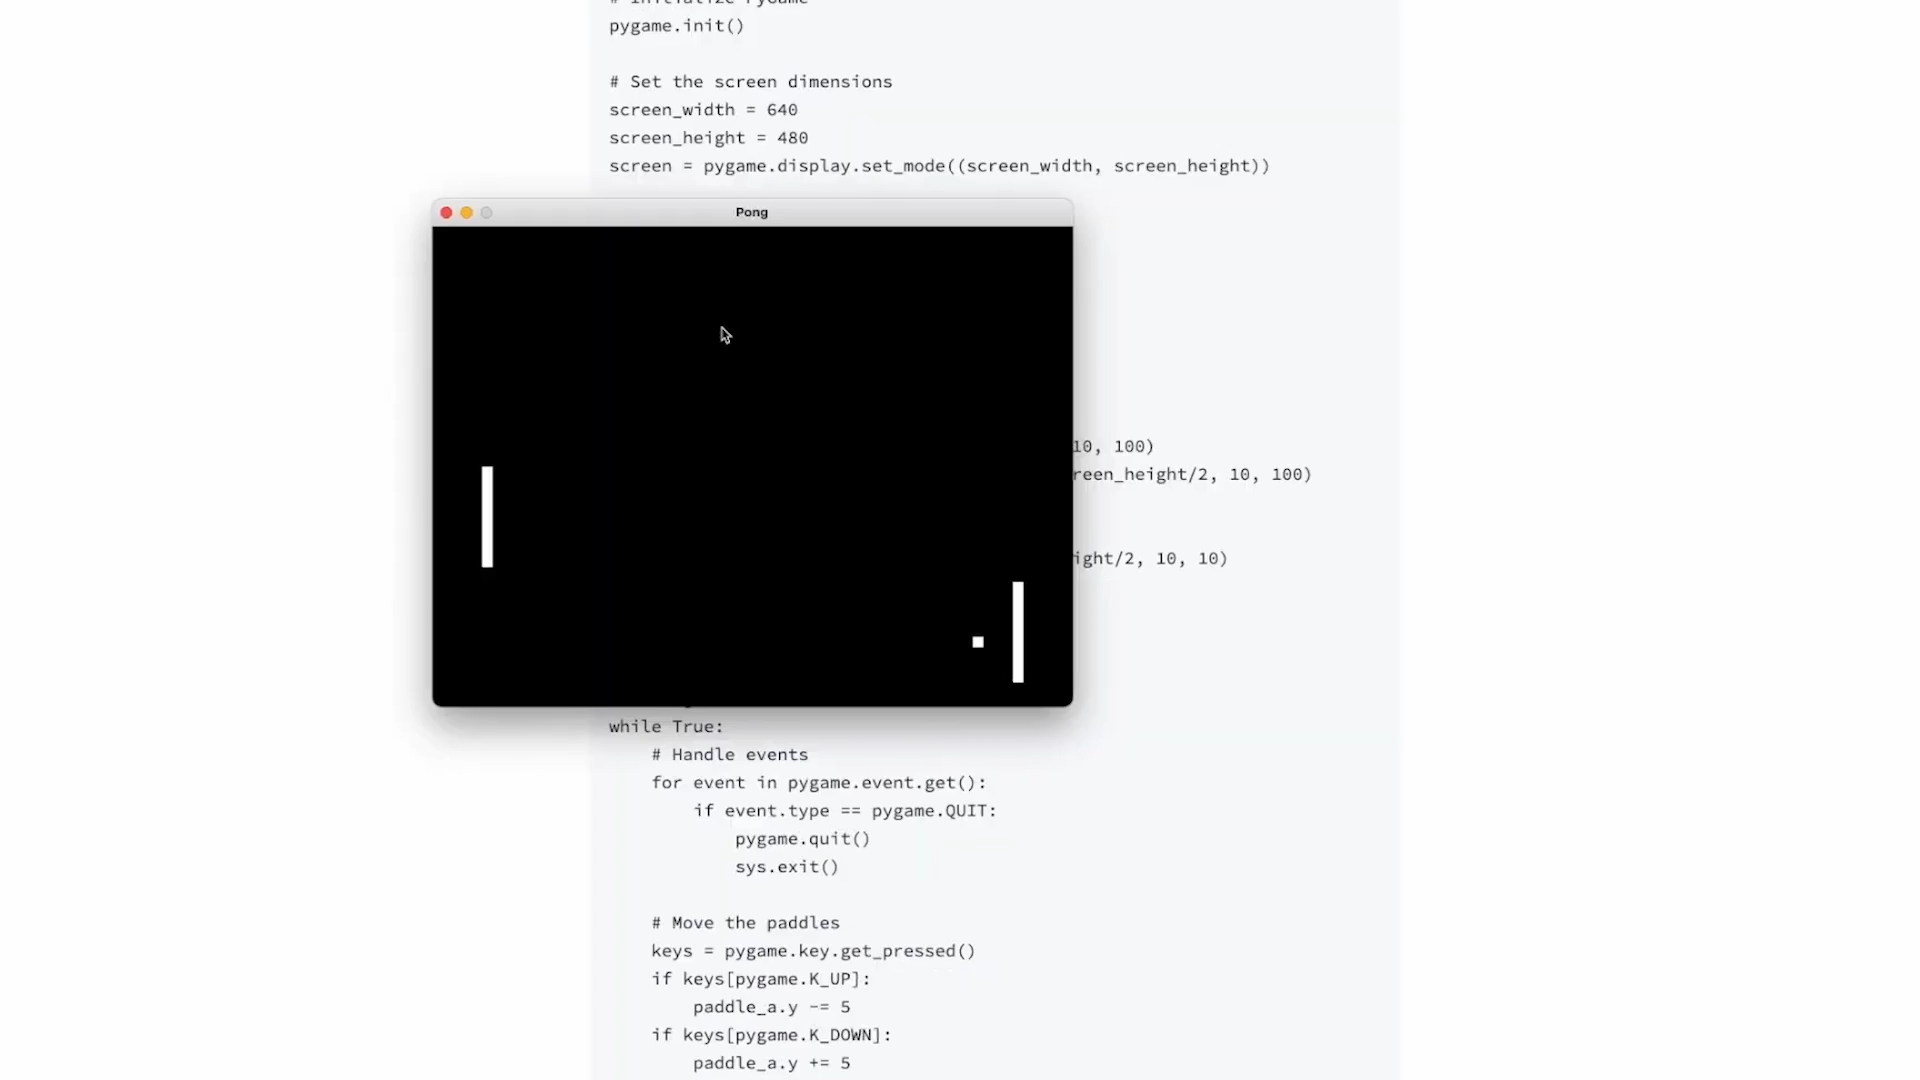 # Initialize Pygame
pygame.init()
# Set the screen dimensions
screen_width = 640
screen_height = 480
screen = pygame.display.set_mode((screen_width, screen_height))
Pong
10, 100)
reen_height/2, 10, 100)
ight/2, 10, 10)
while True:
# Handle events
for event in pygame.event.get():
if event.type == pygame.QUIT:
pygame.quit()
sys.exit()
# Move the paddles
keys = pygame.key.get_pressed()
if keys[pygame.K_UP]:
paddle_a.y -= 5
if keys[pygame.K_DOWN]:
paddle_a.y += 5